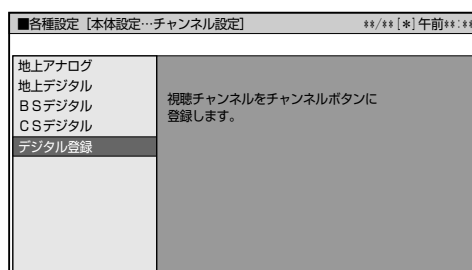 ■各種設定［本体設定…チャンネル設定］ **/**[*]午前**:**
地上アナログ
地上デジタル
ＢＳデジタル
ＣＳデジタル
デジタル登録
視聴チャンネルをチャンネルボタンに
登録します。